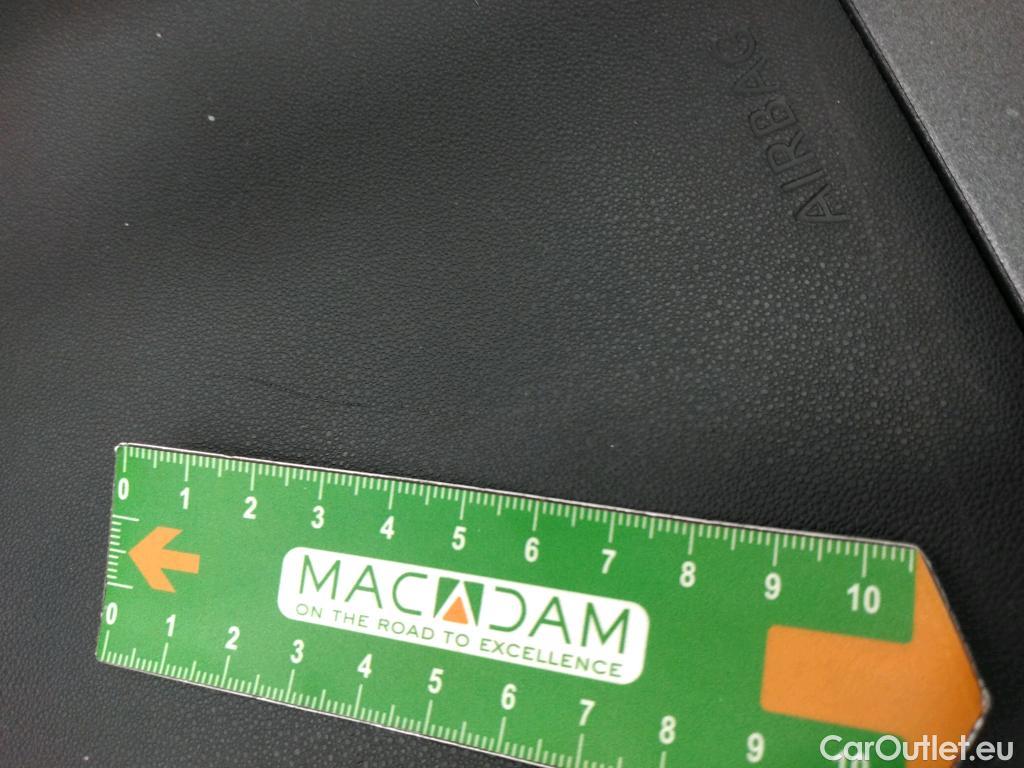 AIRBAG
0 1 2 3 4 5 6 7 8 9 10
MACADAM
ON THE ROAD TO EXCELLENCE
0 1 2 3 4 5 6 7 8 9 10
CarOutlet.eu